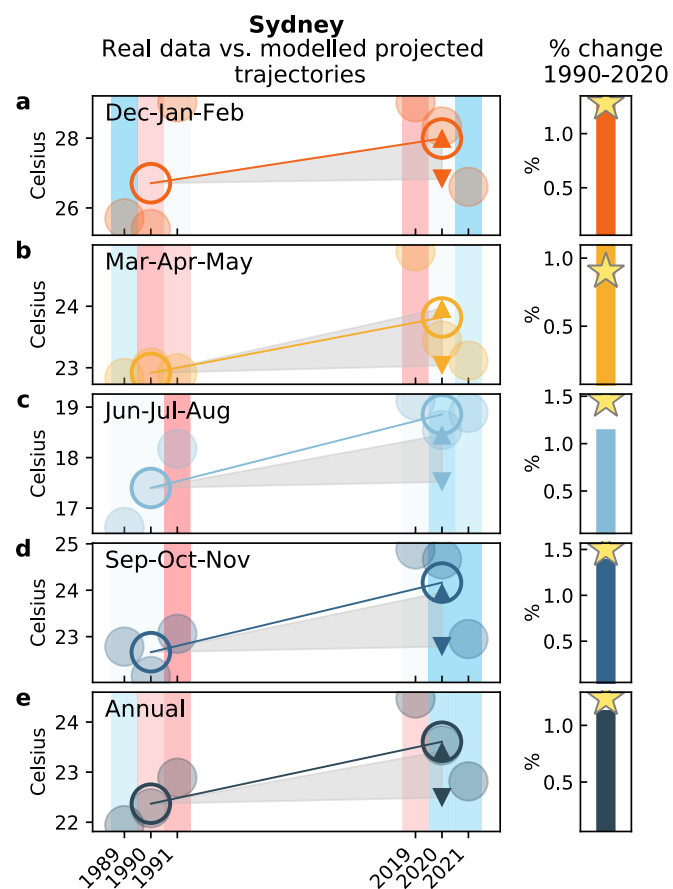 Sydney
Real data vs. modelled projected
trajectories
% change
1990-2020
a
Dec-Jan-Feb
Celsius
28
26
%
1.0
0.5
b
Mar-Apr-May
Celsius
24
23
%
1.0
0.5
c
Jun-Jul-Aug
Celsius
19
18
17
%
1.5
1.0
0.5
d
Sep-Oct-Nov
Celsius
25
24
23
%
1.5
1.0
0.5
e
Annual
Celsius
24
23
22
%
1.0
0.5
1989
1990
1991
2019
2020
2021